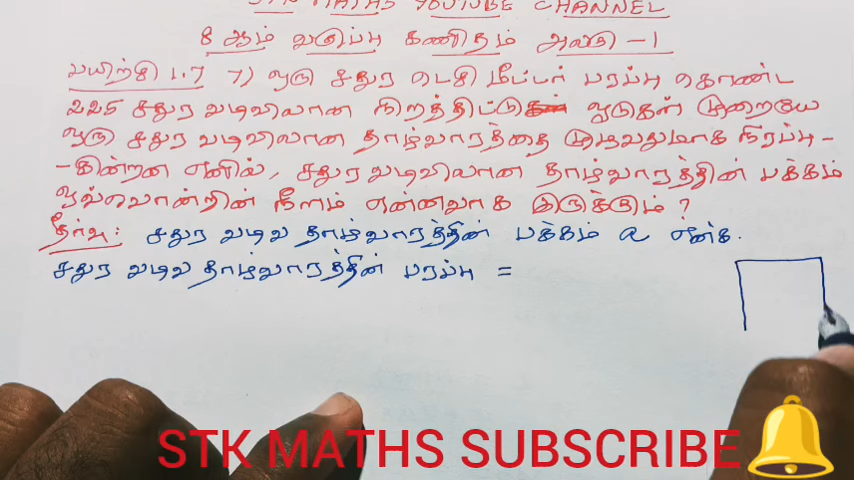 STK MATHS YOUTUBE CHANNEL
8 ஆம் வகுப்பு கணிதம் அலகு - 1
பயிற்சி 1.7 7) ஒரு சதுர டெசி மீட்டர் பரப்பு கொண்ட
225 சதுர வடிவிலான நிறத்திட்டு ஓடுகள் முறையே
ஒரு சதுர வடிவிலான தாழ்வாரத்தை முழுவதுமாக நிரப்பு -
- கின்றன எனில், சதுர வடிவிலான தாழ்வாரத்தின் பக்கம்
ஒவ்வொன்றின் நீளம் என்னவாக இருக்கும் ?
தீர்வு: சதுர வடிவ தாழ்வாரத்தின் பக்கம் a என்க.
சதுர வடிவ தாழ்வாரத்தின் பரப்பு =
STK MATHS SUBSCRIBE